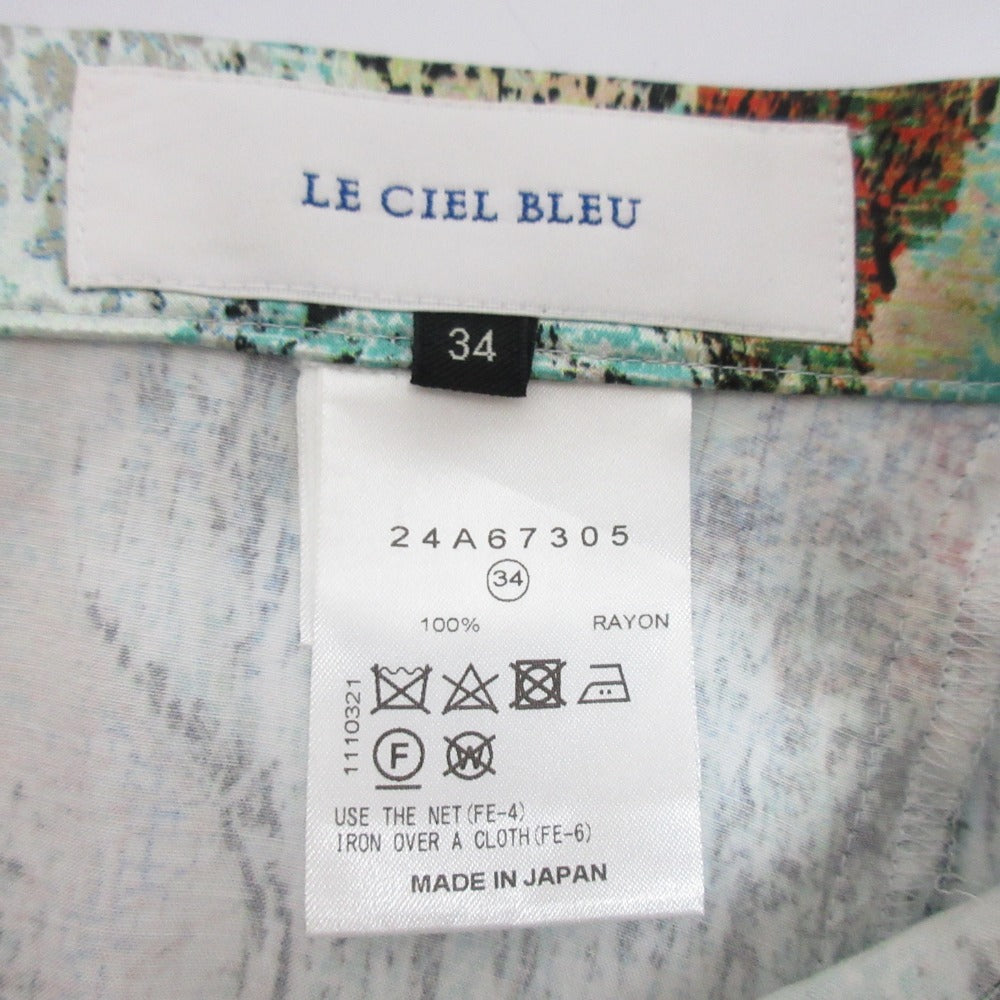 LE CIEL BLEU
34
24A67305
34
100% RAYON
1110321
F
W
USE THE NET(FE-4)
IRON OVER A CLOTH(FE-6)
MADE IN JAPAN